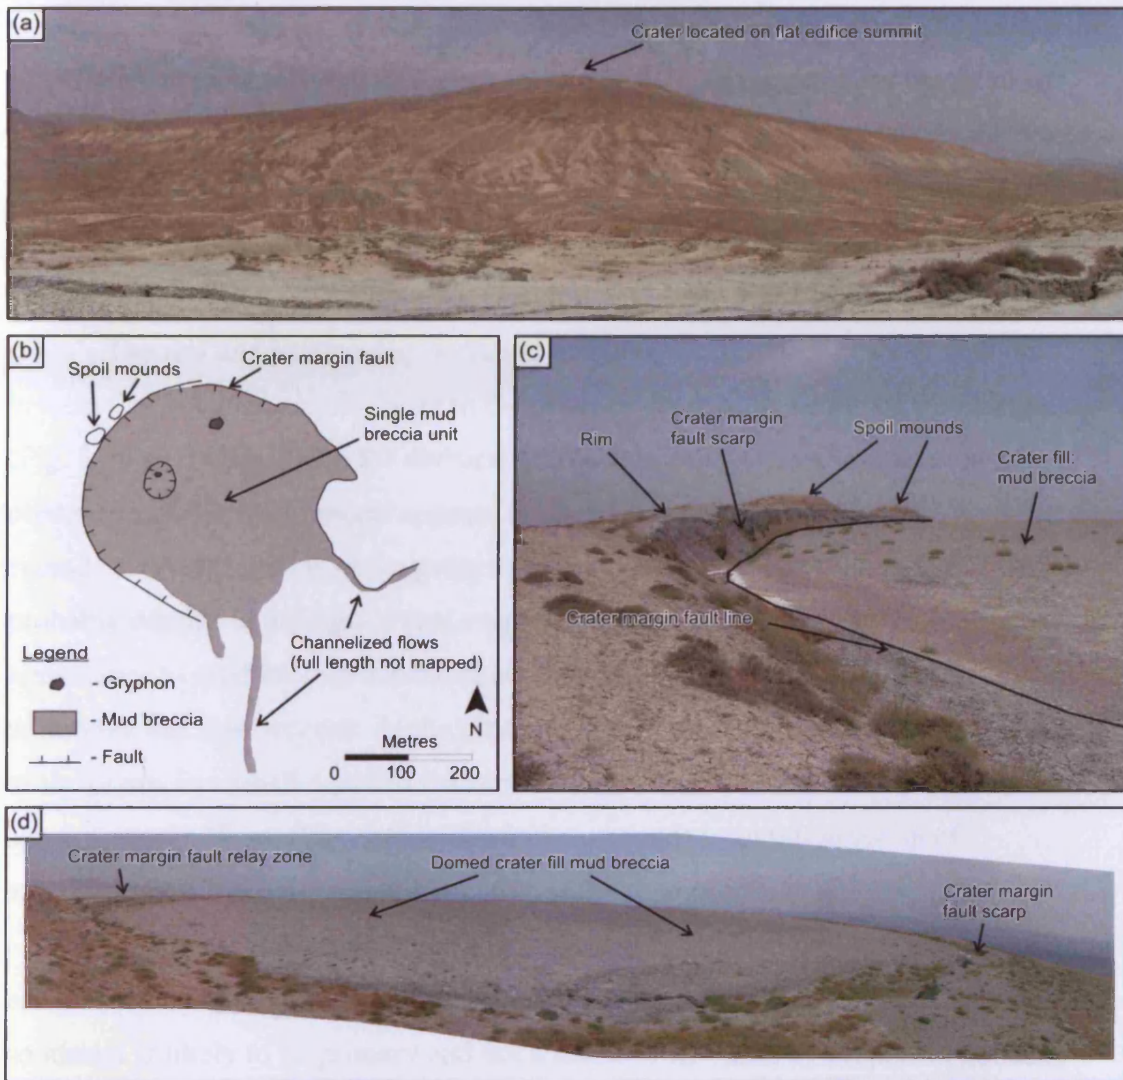 (a)
Crater located on flat edifice summit
(b)
Spoil mounds
Crater margin fault
Single mud
breccia unit
Channelized flows
(full length not mapped)
Legend
- Gryphon
- Mud breccia
- Fault
N
Metres
0 100 200
(c)
Rim
Crater margin
fault scarp
Spoil mounds
Crater fill:
mud breccia
Crater margin fault line
(d)
Crater margin fault relay zone
Domed crater fill mud breccia
Crater margin
fault scarp